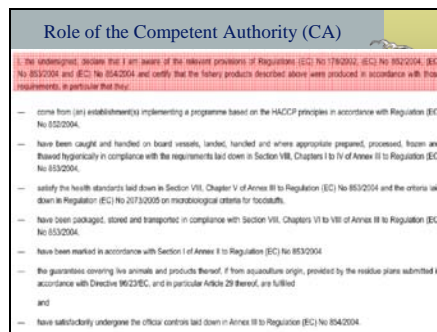 Role of the Competent Authority (CA)
I, the undersigned, declare that I am aware of the relevant provisions of Regulations (EC) No 178/2002, (EC) No 852/2004, (EC)
No 853/2004 and (EC) No 854/2004 and certify that the fishery products described above were produced in accordance with those
requirements, in particular that they:
— come from (an) establishment(s) implementing a programme based on the HACCP principles in accordance with Regulation (EC)
No 852/2004,
— have been caught and handled on board vessels, landed, handled and where appropriate prepared, processed, frozen and
thawed hygienically in compliance with the requirements laid down in Section VIII, Chapters I to IV of Annex III to Regulation (EC)
No 853/2004,
— satisfy the health standards laid down in Section VIII, Chapter V of Annex III to Regulation (EC) No 853/2004 and the criteria laid
down in Regulation (EC) No 2073/2005 on microbiological criteria for foodstuffs,
— have been packaged, stored and transported in compliance with Section VIII, Chapters VI to VIII of Annex III to Regulation (EC)
No 853/2004,
— have been marked in accordance with Section I of Annex II to Regulation (EC) No 853/2004
— the guarantees covering live animals and products thereof, if from aquaculture origin, provided by the residue plans submitted in
accordance with Directive 96/23/EC, and in particular Article 29 thereof, are fulfilled
and
— have satisfactorily undergone the official controls laid down in Annex III to Regulation (EC) No 854/2004.